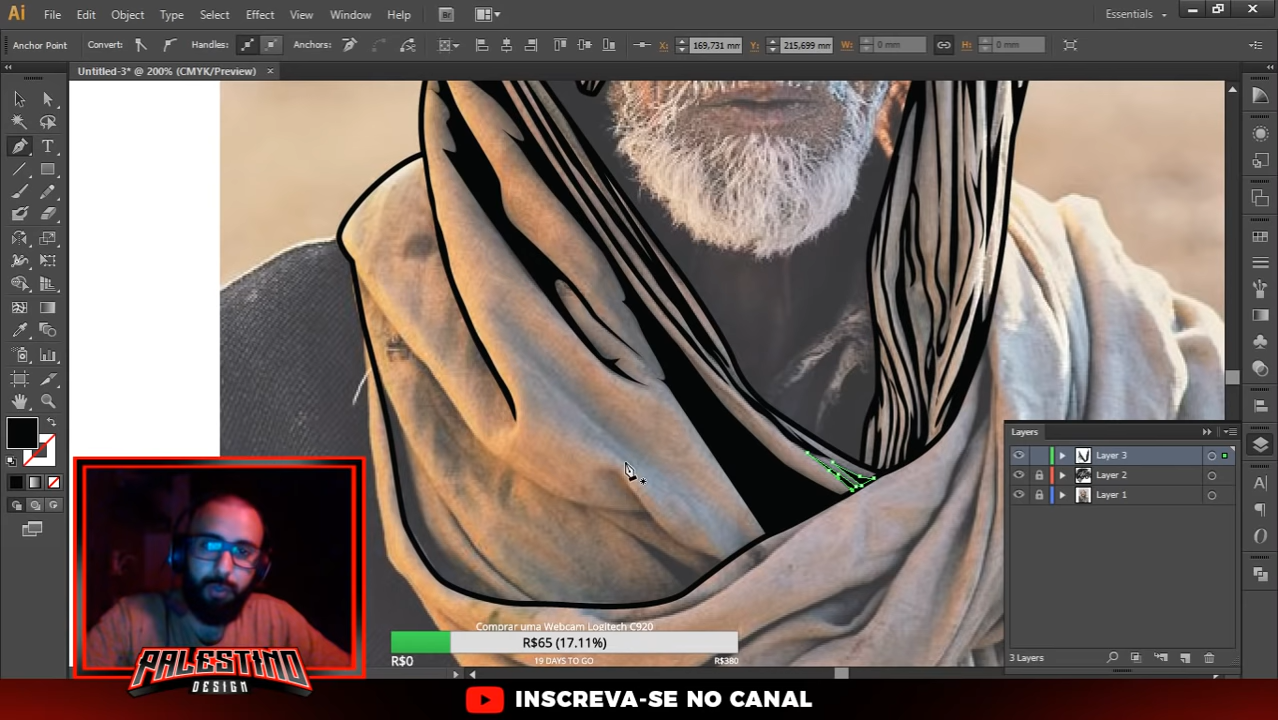 Ai File Edit Object Type Select Effect View Window Help Br Essentials
Anchor Point Convert: Handles: Anchors: X: 169,731 mm Y: 215,699 mm W: 0 mm H: 0 mm
Untitled-3* @ 200% (CMYK/Preview) ×
Layers
Layer 3
Layer 2
Layer 1
3 Layers
Comprar uma Webcam Logitech C920
R$65 (17.11%)
R$0 19 DAYS TO GO R$380
PALESTINO
DESIGN
INSCREVA-SE NO CANAL